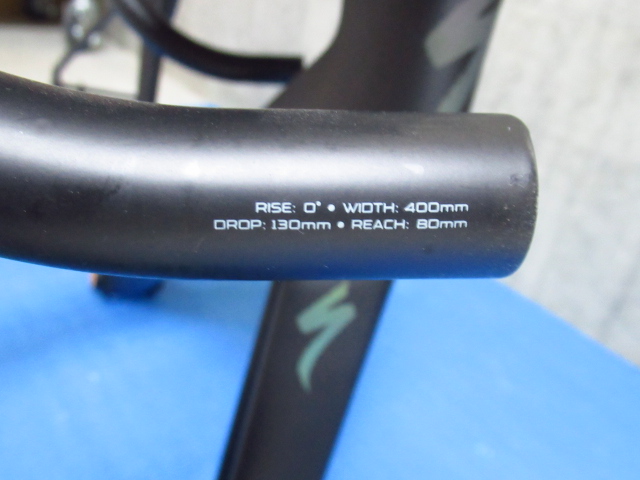 RISE: 0° • WIDTH: 400mm
DROP: 130mm • REACH: 80mm